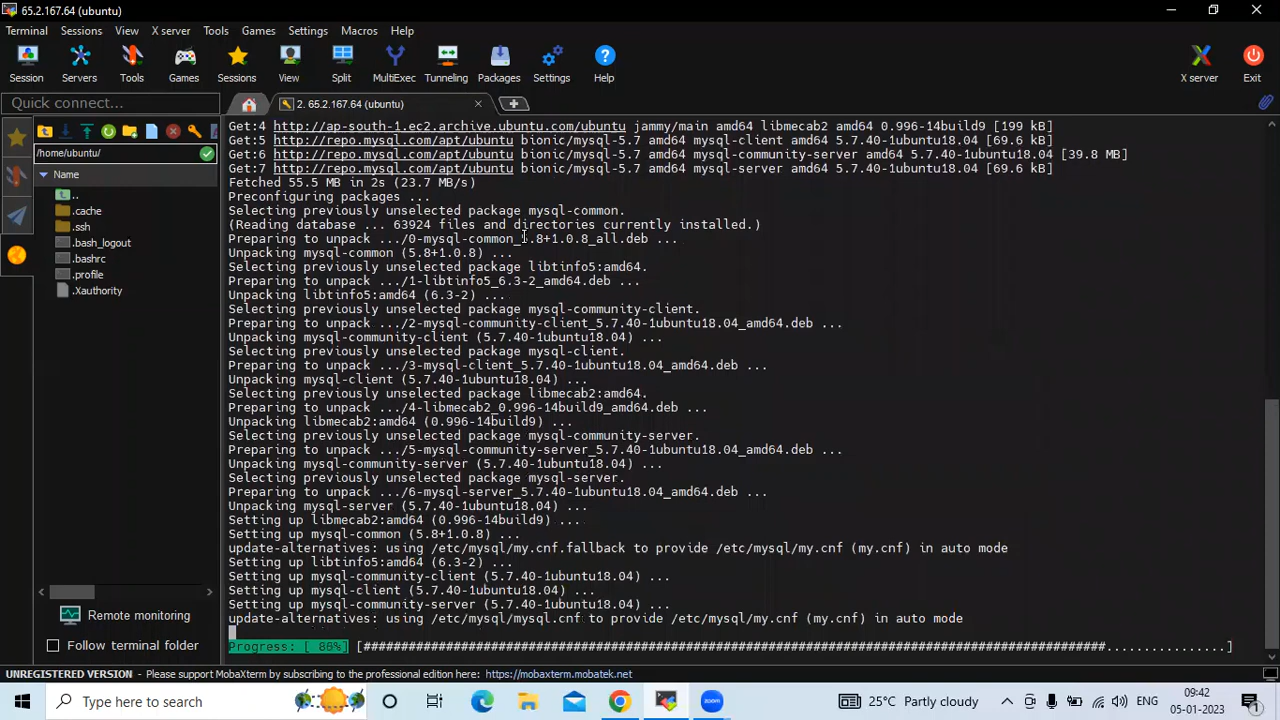 65.2.167.64 (ubuntu)
Terminal Sessions View X server Tools Games Settings Macros Help
Session Servers Tools Games Sessions View Split MultiExec Tunneling Packages Settings Help X server Exit
Quick connect...
2. 65.2.167.64 (ubuntu)
/home/ubuntu/
Name
..
.cache
.ssh
.bash_logout
.bashrc
.profile
.Xauthority
Remote monitoring
Follow terminal folder
Get:4 http://ap-south-1.ec2.archive.ubuntu.com/ubuntu jammy/main amd64 libmecab2 amd64 0.996-14build9 [199 kB]
Get:5 http://repo.mysql.com/apt/ubuntu bionic/mysql-5.7 amd64 mysql-client amd64 5.7.40-1ubuntu18.04 [69.6 kB]
Get:6 http://repo.mysql.com/apt/ubuntu bionic/mysql-5.7 amd64 mysql-community-server amd64 5.7.40-1ubuntu18.04 [39.8 MB]
Get:7 http://repo.mysql.com/apt/ubuntu bionic/mysql-5.7 amd64 mysql-server amd64 5.7.40-1ubuntu18.04 [69.6 kB]
Fetched 55.5 MB in 2s (23.7 MB/s)
Preconfiguring packages ...
Selecting previously unselected package mysql-common.
(Reading database ... 63924 files and directories currently installed.)
Preparing to unpack .../0-mysql-common_5.8+1.0.8_all.deb ...
Unpacking mysql-common (5.8+1.0.8) ...
Selecting previously unselected package libtinfo5:amd64.
Preparing to unpack .../1-libtinfo5_6.3-2_amd64.deb ...
Unpacking libtinfo5:amd64 (6.3-2) ...
Selecting previously unselected package mysql-community-client.
Preparing to unpack .../2-mysql-community-client_5.7.40-1ubuntu18.04_amd64.deb ...
Unpacking mysql-community-client (5.7.40-1ubuntu18.04) ...
Selecting previously unselected package mysql-client.
Preparing to unpack .../3-mysql-client_5.7.40-1ubuntu18.04_amd64.deb ...
Unpacking mysql-client (5.7.40-1ubuntu18.04) ...
Selecting previously unselected package libmecab2:amd64.
Preparing to unpack .../4-libmecab2_0.996-14build9_amd64.deb ...
Unpacking libmecab2:amd64 (0.996-14build9) ...
Selecting previously unselected package mysql-community-server.
Preparing to unpack .../5-mysql-community-server_5.7.40-1ubuntu18.04_amd64.deb ...
Unpacking mysql-community-server (5.7.40-1ubuntu18.04) ...
Selecting previously unselected package mysql-server.
Preparing to unpack .../6-mysql-server_5.7.40-1ubuntu18.04_amd64.deb ...
Unpacking mysql-server (5.7.40-1ubuntu18.04) ...
Setting up libmecab2:amd64 (0.996-14build9) ...
Setting up mysql-common (5.8+1.0.8) ...
update-alternatives: using /etc/mysql/my.cnf.fallback to provide /etc/mysql/my.cnf (my.cnf) in auto mode
Setting up libtinfo5:amd64 (6.3-2) ...
Setting up mysql-community-client (5.7.40-1ubuntu18.04) ...
Setting up mysql-client (5.7.40-1ubuntu18.04) ...
Setting up mysql-community-server (5.7.40-1ubuntu18.04) ...
update-alternatives: using /etc/mysql/mysql.cnf to provide /etc/mysql/my.cnf (my.cnf) in auto mode
Progress: [ 86%] [###################################################################################################................]
UNREGISTERED VERSION - Please support MobaXterm by subscribing to the professional edition here: https://mobaxterm.mobatek.net
Type here to search
25°C Partly cloudy
09:42
05-01-2023
1